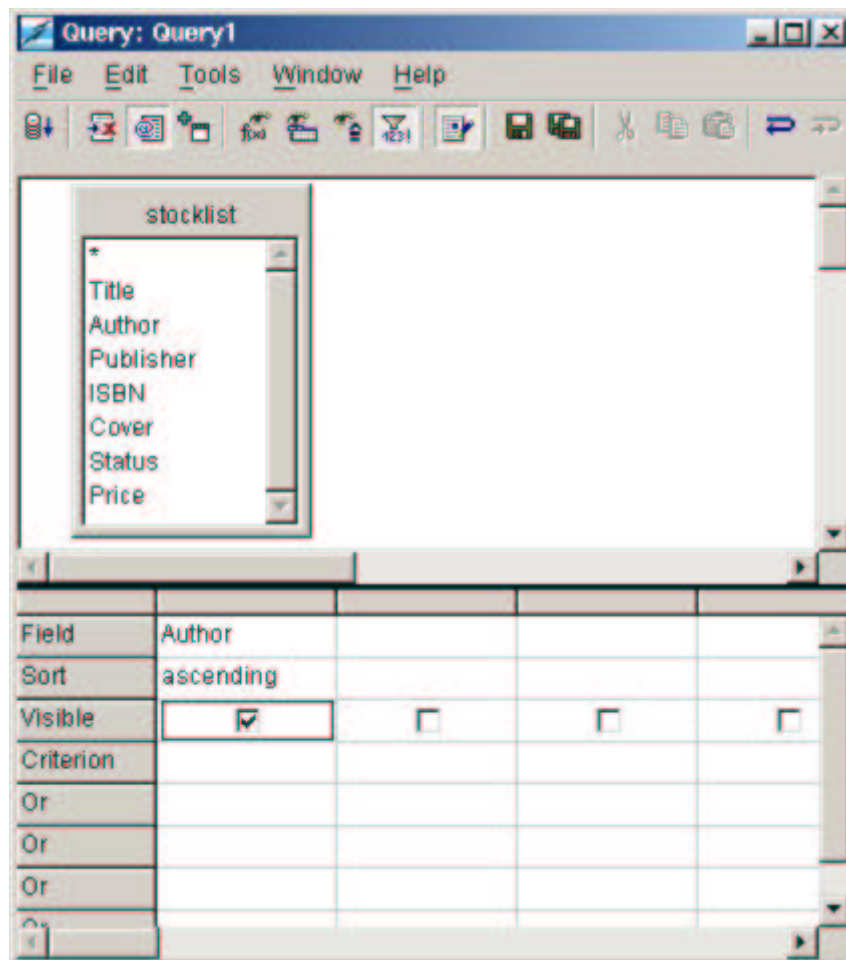 Query: Query1
File Edit Tools Window Help
stocklist
*
Title
Author
Publisher
ISBN
Cover
Status
Price
Field Author
Sort ascending
Visible
Criterion
Or
Or
Or
Or